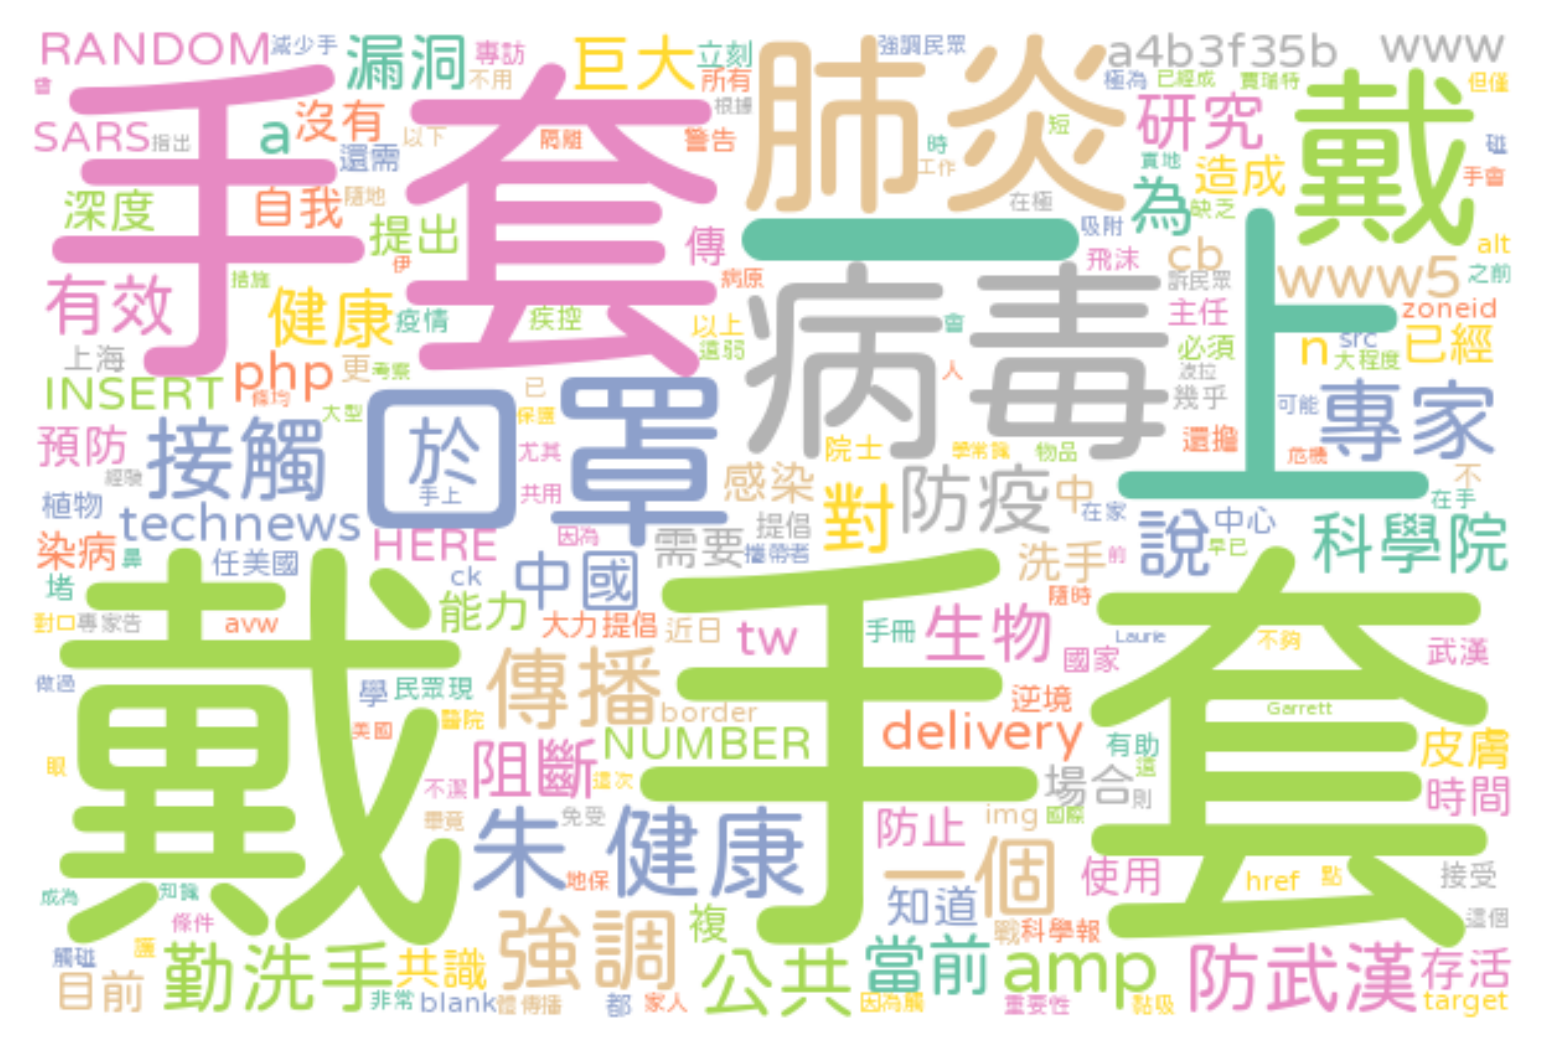 RANDOM 減少手 漏洞 專訪 巨大 立刻 肺炎 強調民眾 a4b3f35b www
會 不用 所有 極為 已經成 賈瑞特 但僅
手套 沒有 以下 根據 研究 戴
SARS 指出 a 還需 隔離 警告 時 短 實地 造成 磁
工作 手會
深度 自我 隨地 提出 在極 為 缺乏
一 吸附 alt
傳 飛沫 cb
有效 措施 伊 病原 病毒 訴民眾 www5 之前
健康 疫情 疾控 以上 會 主任 上 zoneid
上海 這弱 必須 n src 已經
php 更 考察 人 波拉 大程度
INSERT 條均 已 幾乎 可能 專家
大型 保護
預防 接觸 口罩 於 尤其 院士 學常識 物品 還擔 危機
經驗 手上 共用 感染 防疫 中 不
植物 technews 對 在家 在手
染病 鼻 HERE 因為 需要 提倡 說 中心 科學院
任美國 ck 中國 攜帶者 洗手 前 早已
堵 能力 隨時
對口 專家告 avw 大力提倡 近日 tw 手冊 生物 Laurie 不夠 武漢
國家
戴手套
做過 學 民眾現 傳播 逆境
美國 醫院 border delivery Garrett
NUMBER 有助 皮膚
眼 不潔 阻斷 這次 場合 這 時間
畢竟 朱 免受 健康 防止 img 國際 則
地保 一個 使用 href 點 接受
成為 知識 知道
條件 強調 複 戰 科學報 這個
觸磁 護 勤洗手 共識 公共 當前 amp 防武漢 存活
目前 非常 blank 體傳播 都 家人 因為觸 重要性 黏吸 target